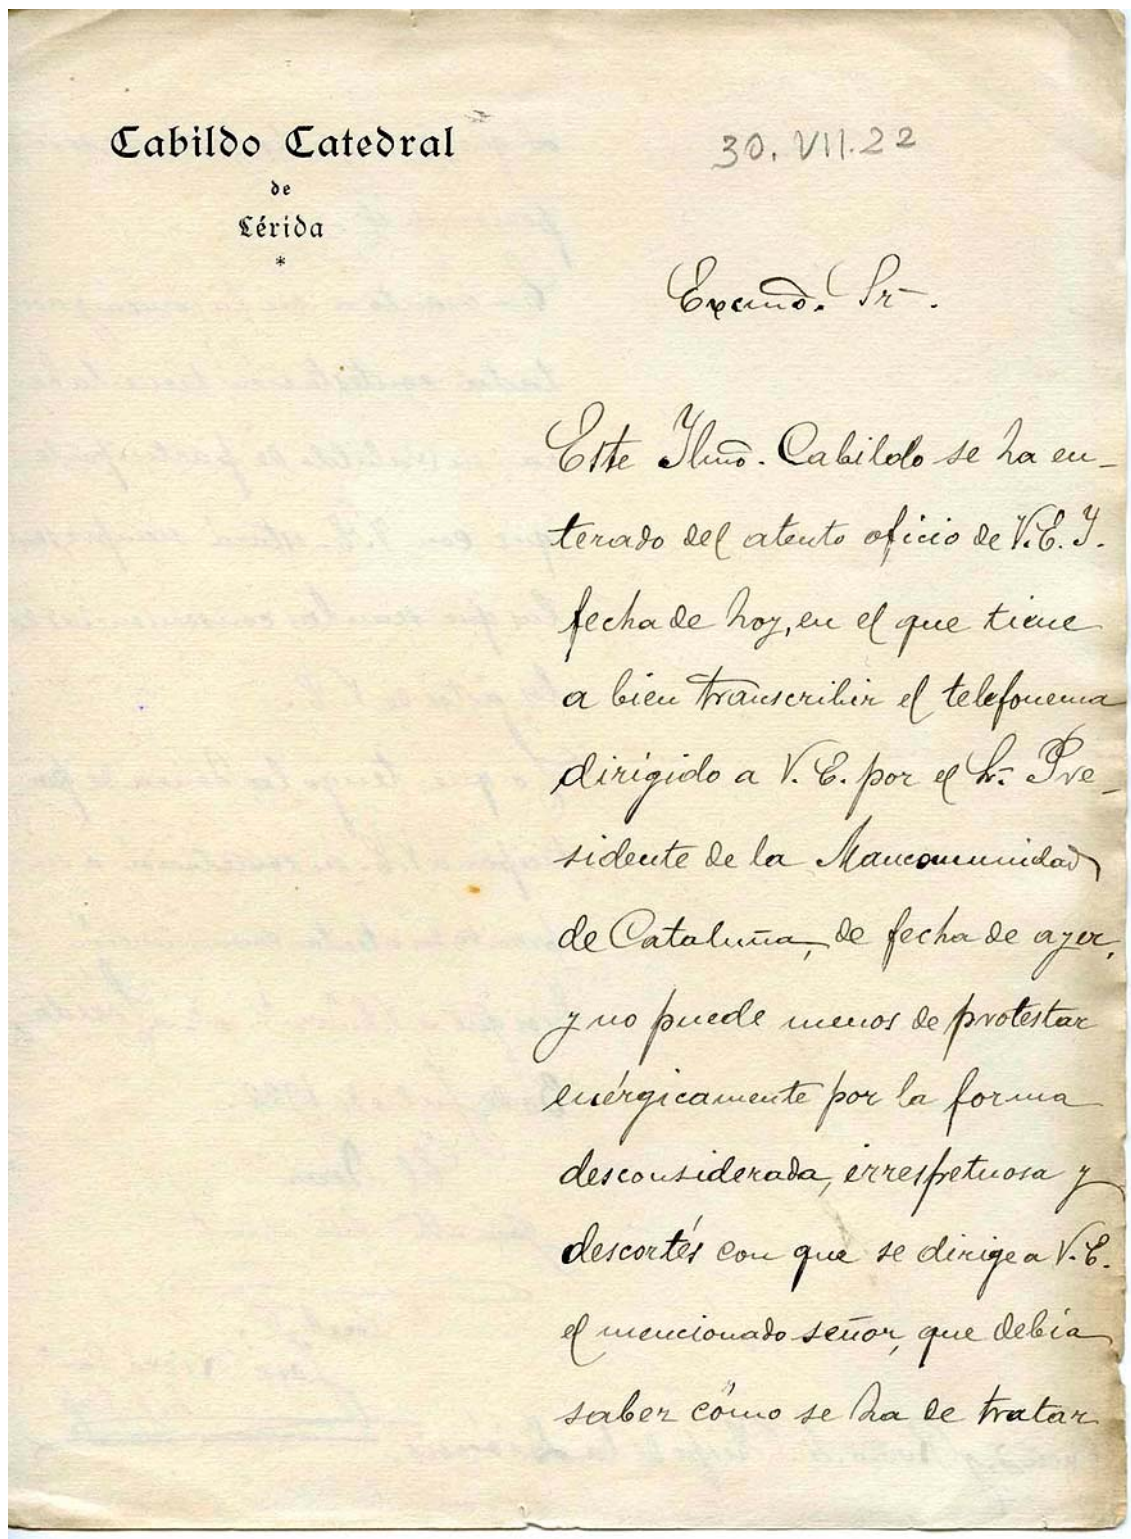 Cabildo Catedral
de
Lérida
*
30. VII. 22
Excmo. Sr.
Este Ilmo. Cabildo se ha en-
terado del atento oficio de V. E. I.
fecha de hoy, en el que tiene
a bien transcribir el telefonema
dirigido a V. E. por el Sr. Pre-
sidente de la Mancomunidad
de Cataluña, de fecha de ayer,
y no puede menos de protestar
enérgicamente por la forma
desconsiderada, irrespetuosa y
descortés con que se dirige a V. E.
el mencionado señor, que debía
saber cómo se ha de tratar